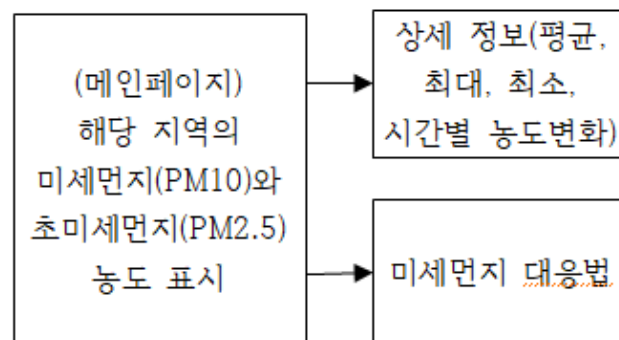 (메인페이지)
해당 지역의
미세먼지(PM10)와
초미세먼지(PM2.5)
농도 표시
상세 정보(평균,
최대, 최소,
시간별 농도변화)
미세먼지 대응법